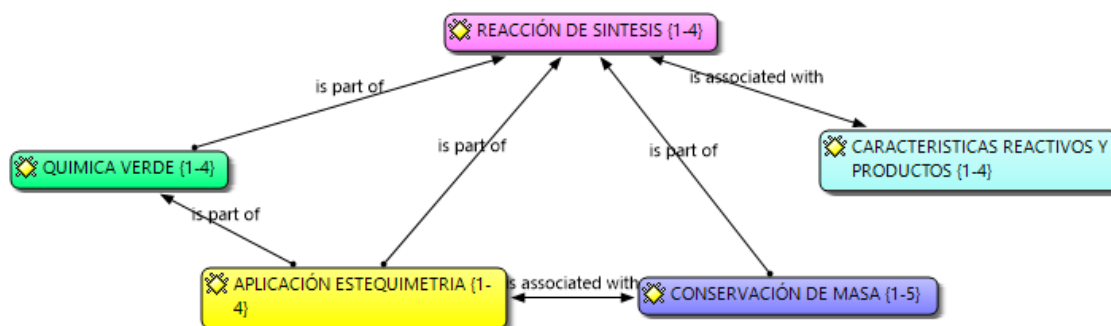 REACCIÓN DE SINTESIS {1-4}
is associated with
is part of
is part of
is part of
CARACTERISTICAS REACTIVOS Y
PRODUCTOS {1-4}
QUIMICA VERDE {1-4}
is part of
APLICACIÓN ESTEQUIMETRIA {1-
4}
is associated with
CONSERVACIÓN DE MASA {1-5}